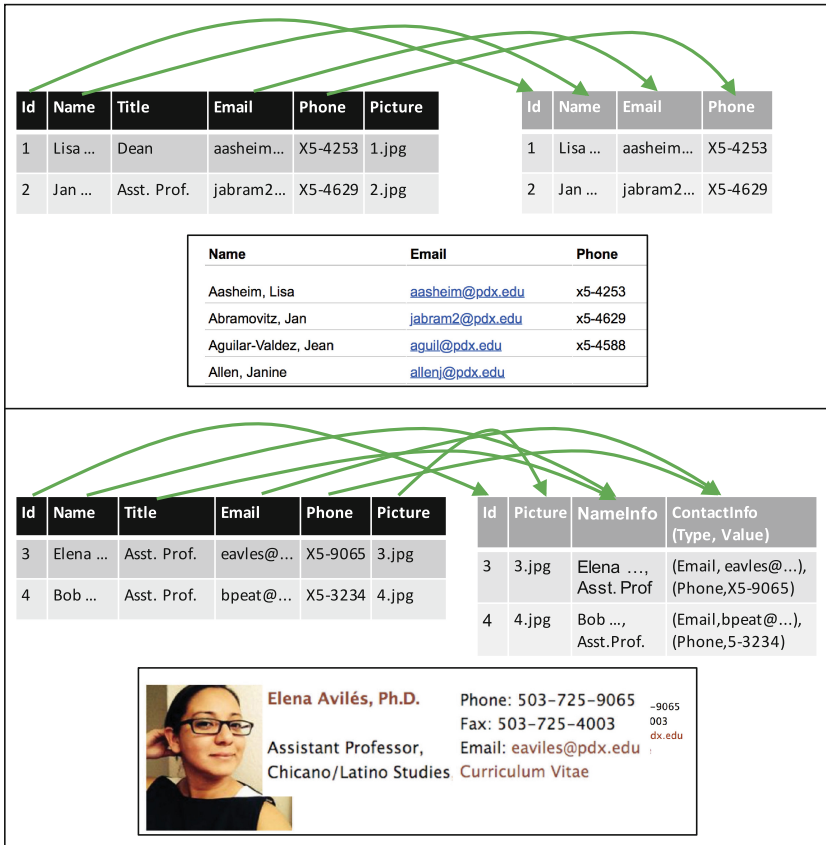 Id Name Title Email Phone Picture
1 Lisa ... Dean aasheim... X5-4253 1.jpg
2 Jan ... Asst. Prof. jabram2... X5-4629 2.jpg
Id Name Email Phone
1 Lisa ... aasheim... X5-4253
2 Jan ... jabram2... X5-4629
Name Email Phone
Aasheim, Lisa aasheim@pdx.edu x5-4253
Abramovitz, Jan jabram2@pdx.edu x5-4629
Aguilar-Valdez, Jean aguil@pdx.edu x5-4588
Allen, Janine allenj@pdx.edu
Id Name Title Email Phone Picture
3 Elena ... Asst. Prof. eavles@... X5-9065 3.jpg
4 Bob ... Asst. Prof. bpeat@... X5-3234 4.jpg
Id Picture NameInfo ContactInfo
(Type, Value)
3 3.jpg Elena ..., (Email, eavles@...),
Asst. Prof (Phone,X5-9065)
4 4.jpg Bob ..., (Email,bpeat@...),
Asst.Prof. (Phone,5-3234)
Elena Avilés, Ph.D.
Assistant Professor,
Chicano/Latino Studies
Phone: 503-725-9065
Fax: 503-725-4003
Email: eaviles@pdx.edu
Curriculum Vitae
-9065
003
dx.edu